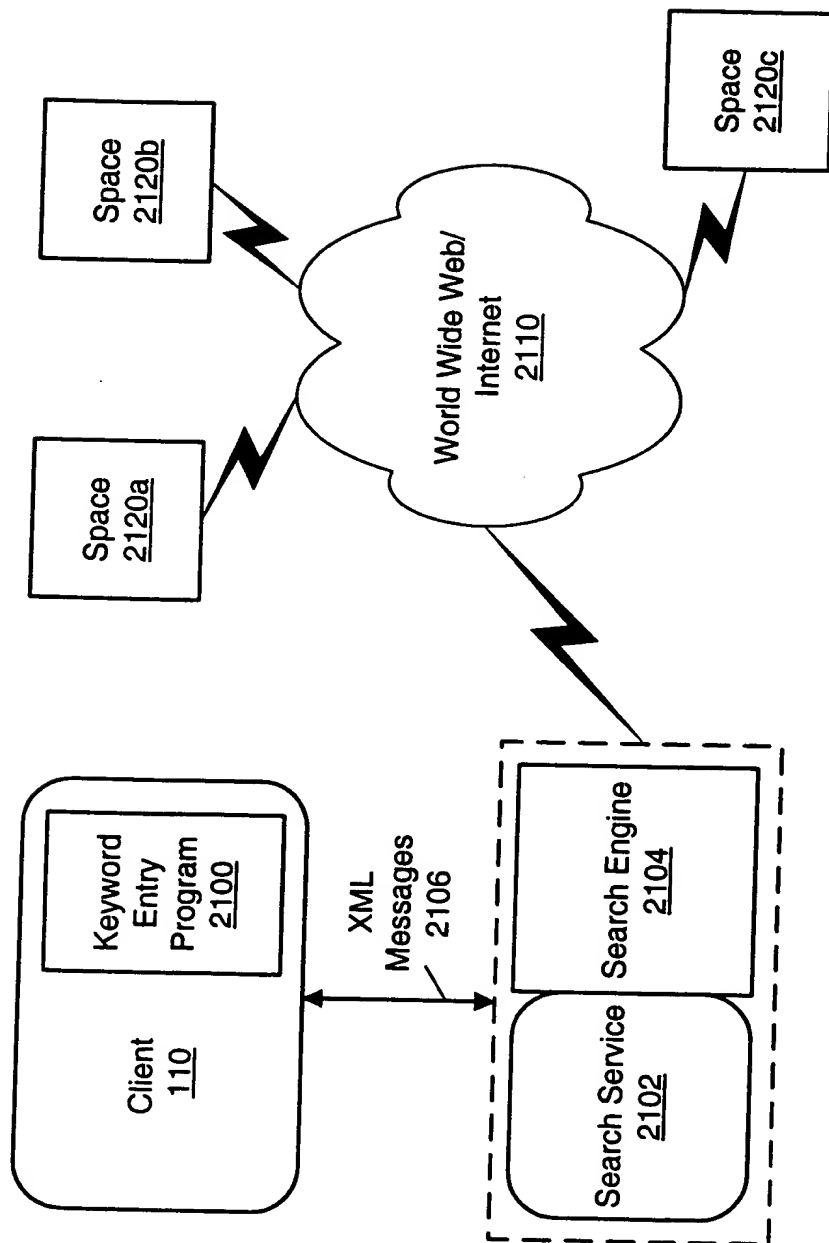 Client
110
Keyword
Entry
Program
2100
XML
Messages
2106
Search Service
2102
Search Engine
2104
Space
2120a
Space
2120b
World Wide Web/
Internet
2110
Space
2120c